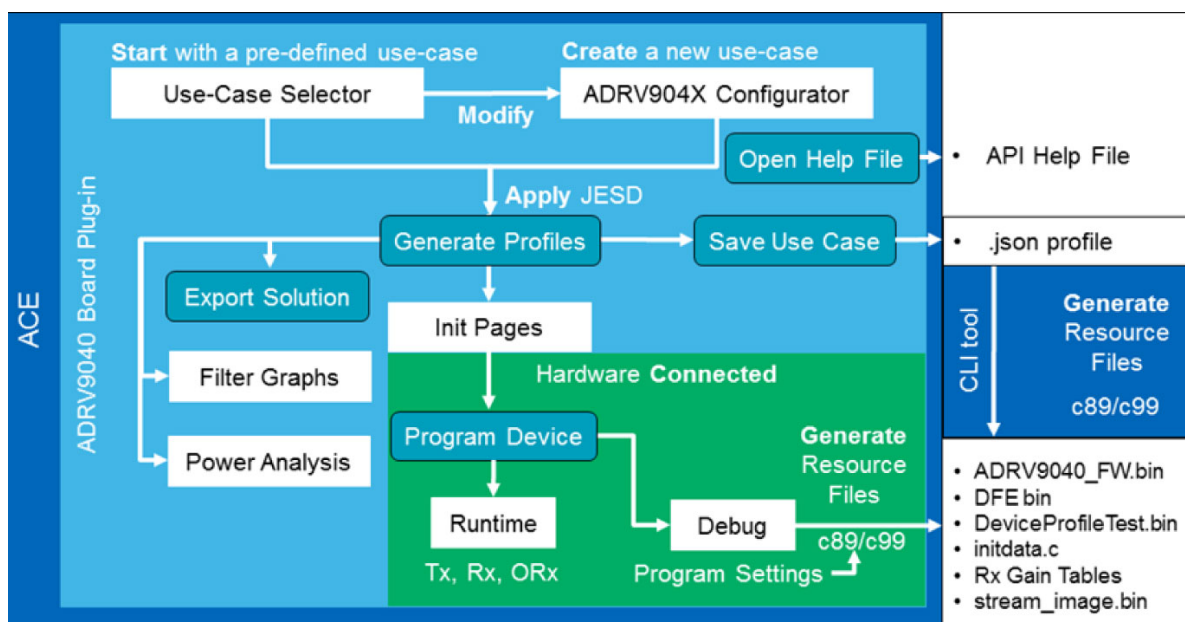 Start with a pre-defined use-case
Create a new use-case
Use-Case Selector
ADRV904X Configurator
Modify
Open Help File
• API Help File
Apply JESD
Generate Profiles
Save Use Case
• .json profile
Export Solution
Init Pages
Filter Graphs
Power Analysis
ACE
ADRV9040 Board Plug-in
Hardware Connected
Program Device
Generate
Resource
Files
c89/c99
Runtime
Tx, Rx, ORx
Debug
Program Settings
CLI tool
Generate
Resource
Files
c89/c99
• ADRV9040_FW.bin
• DFE bin
• DeviceProfileTest.bin
• initdata.c
• Rx Gain Tables
• stream_image.bin